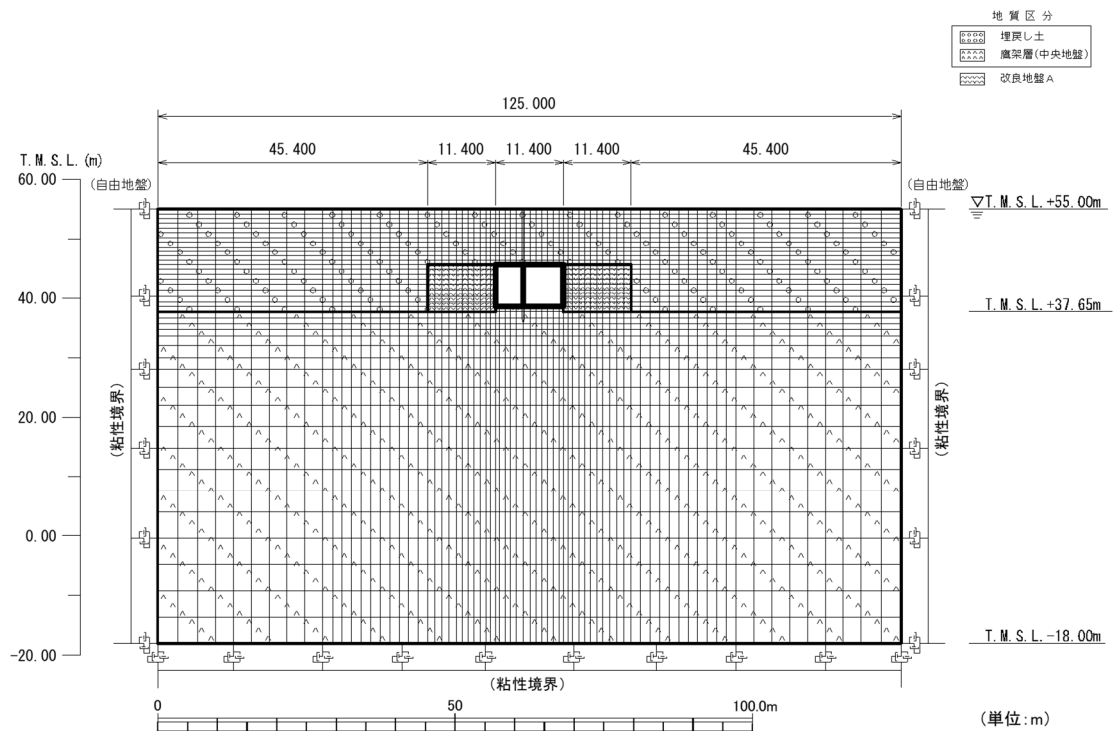 地質区分
埋戻し土
鷹架層(中央地盤)
改良地盤A
125.000
45.400 11.400 11.400 11.400 45.400
T.M.S.L.(m)
60.00
(自由地盤) (自由地盤)
▽T.M.S.L.+55.00m
40.00
T.M.S.L.+37.65m
(粘性境界) (粘性境界)
20.00
0.00
T.M.S.L.-18.00m
-20.00
(粘性境界)
0 50 100.0m
(単位:m)